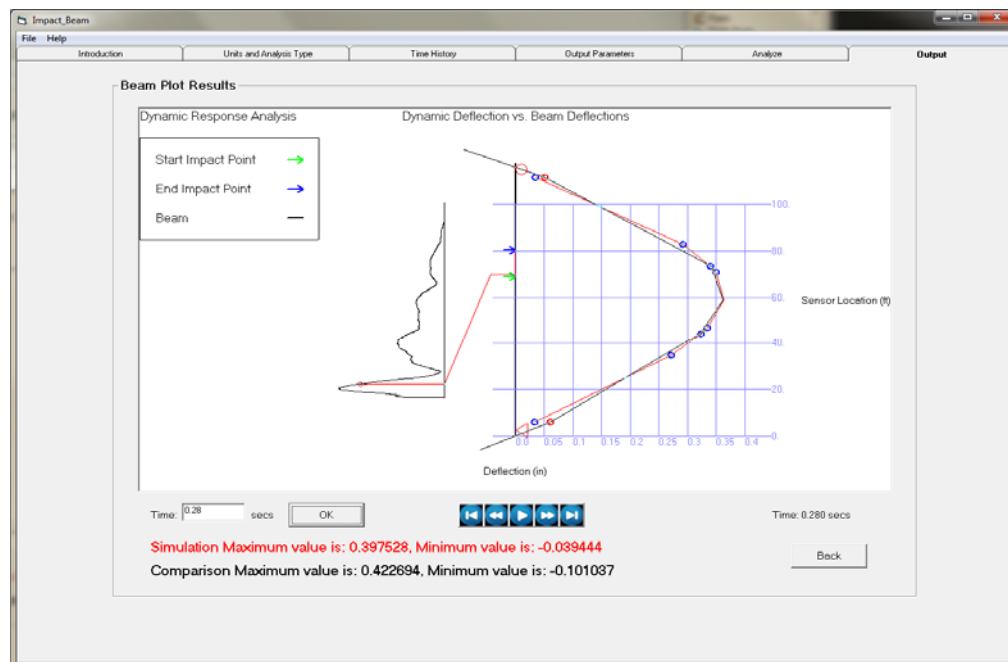 Impact_Beam
File Help
Introduction
Units and Analysis Type
Time History
Output Parameters
Analyze
Output
Beam Plot Results
Dynamic Response Analysis
Dynamic Deflection vs. Beam Deflections
Start Impact Point
End Impact Point
Beam
100.
80.
60.
Sensor Location (ft)
40.
20.
0.
0.0 0.05 0.1 0.15 0.2 0.25 0.3 0.35 0.4
Deflection (in)
Time: 0.28 secs
OK
Time: 0.280 secs
Simulation Maximum value is: 0.397528, Minimum value is: -0.039444
Comparison Maximum value is: 0.422694, Minimum value is: -0.101037
Back